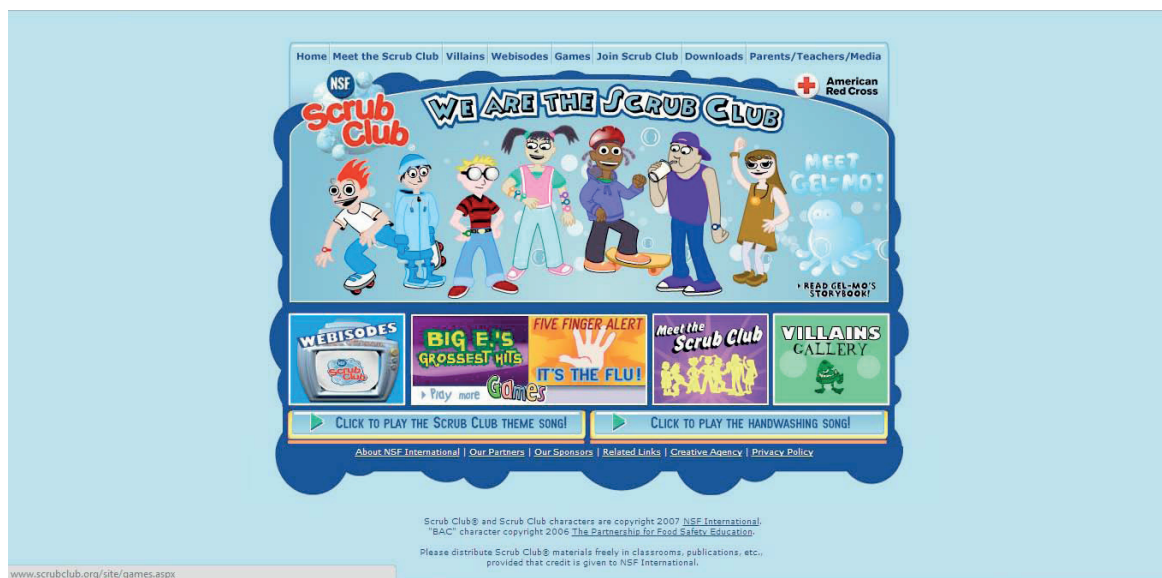 Home Meet the Scrub Club Villains Webisodes Games Join Scrub Club Downloads Parents/Teachers/Media
NSF
Scrub
Club
WE ARE THE SCRUB CLUB
American
Red Cross
MEET
GEL-MO!
READ GEL-MO'S
STORYBOOK!
WEBISODES
NSF
Scrub
Club
BIG E.'S
GROSSEST HITS
Play more Games
FIVE FINGER ALERT
IT'S THE FLU!
Meet the
Scrub Club
VILLAINS
GALLERY
CLICK TO PLAY THE SCRUB CLUB THEME SONG!
CLICK TO PLAY THE HANDWASHING SONG!
About NSF International | Our Partners | Our Sponsors | Related Links | Creative Agency | Privacy Policy
Scrub Club® and Scrub Club characters are copyright 2007 NSF International.
"BAC" character copyright 2006 The Partnership for Food Safety Education.
Please distribute Scrub Club® materials freely in classrooms, publications, etc..
provided that credit is given to NSF International.
www.scrubclub.org/site/games.aspx